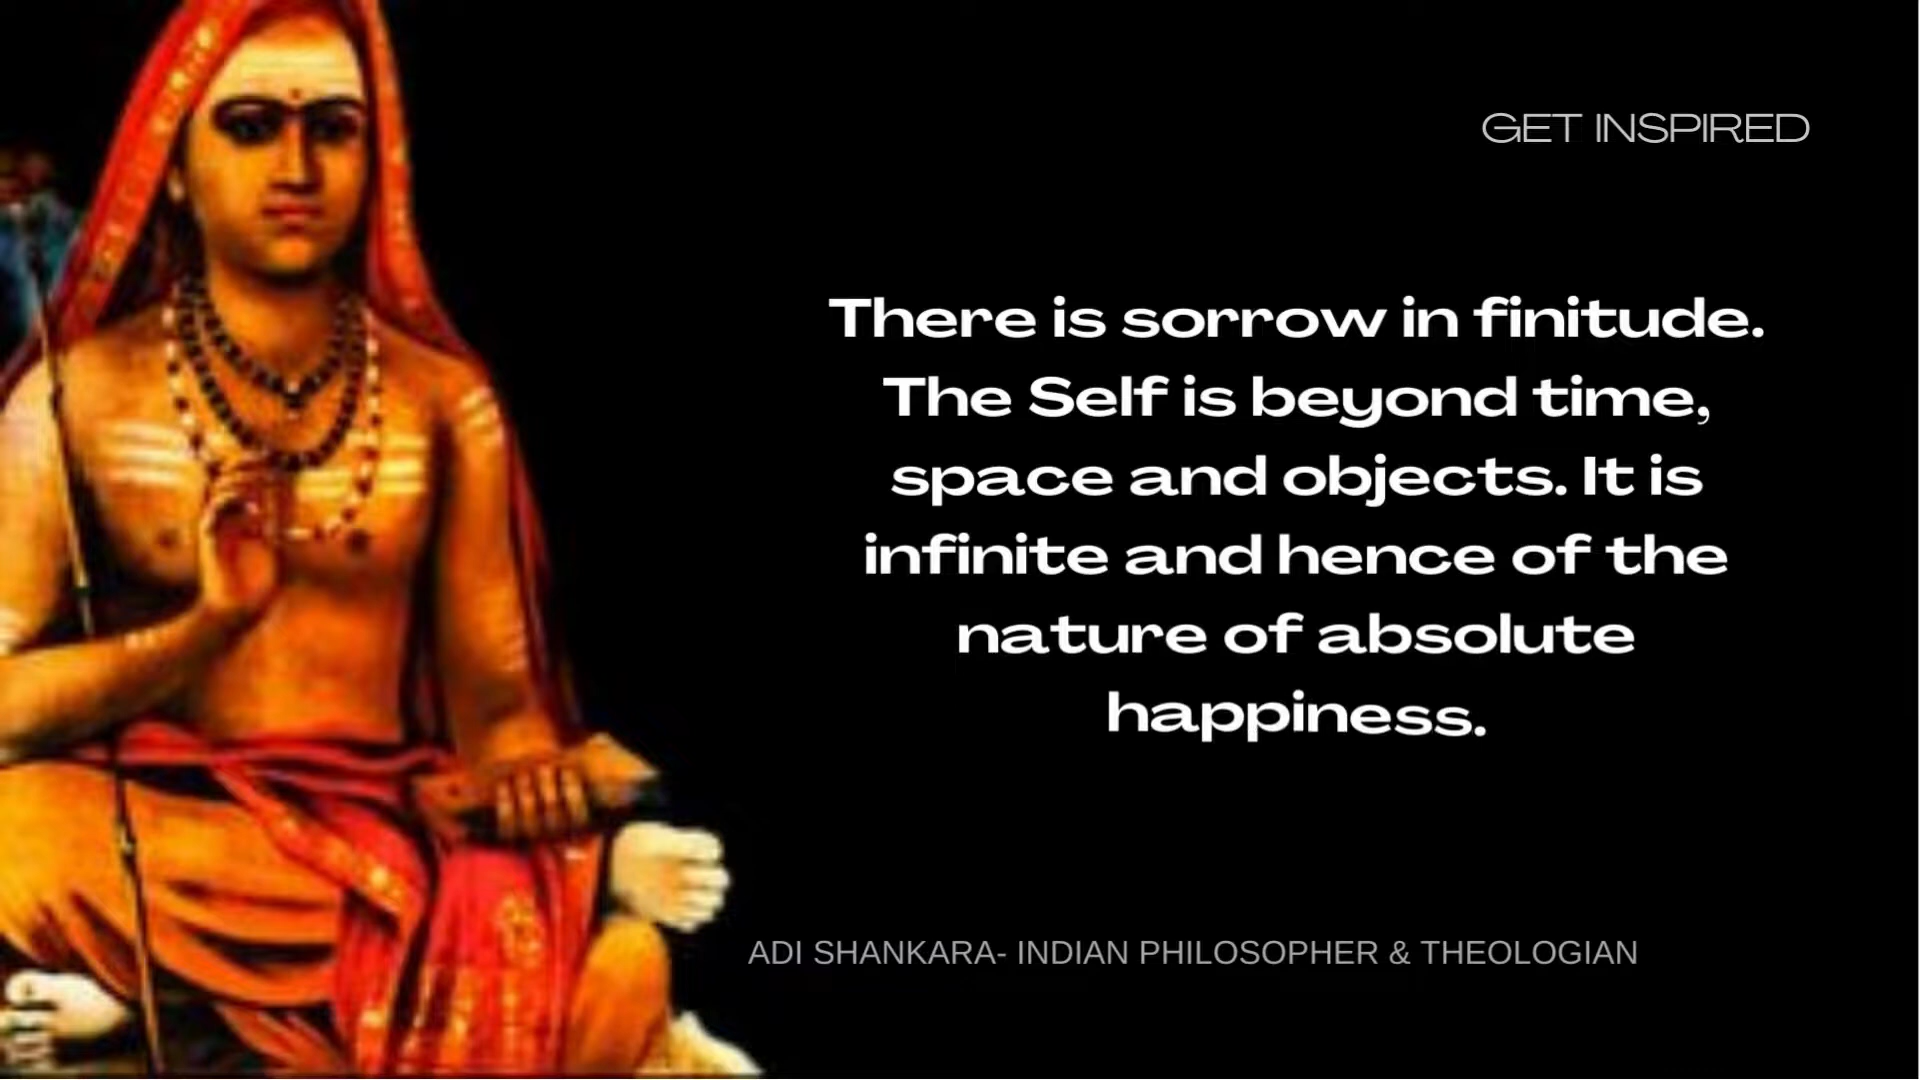 GET INSPIRED
There is sorrow in finitude.
The Self is beyond time,
space and objects. It is
infinite and hence of the
nature of absolute
happiness.
ADI SHANKARA- INDIAN PHILOSOPHER & THEOLOGIAN